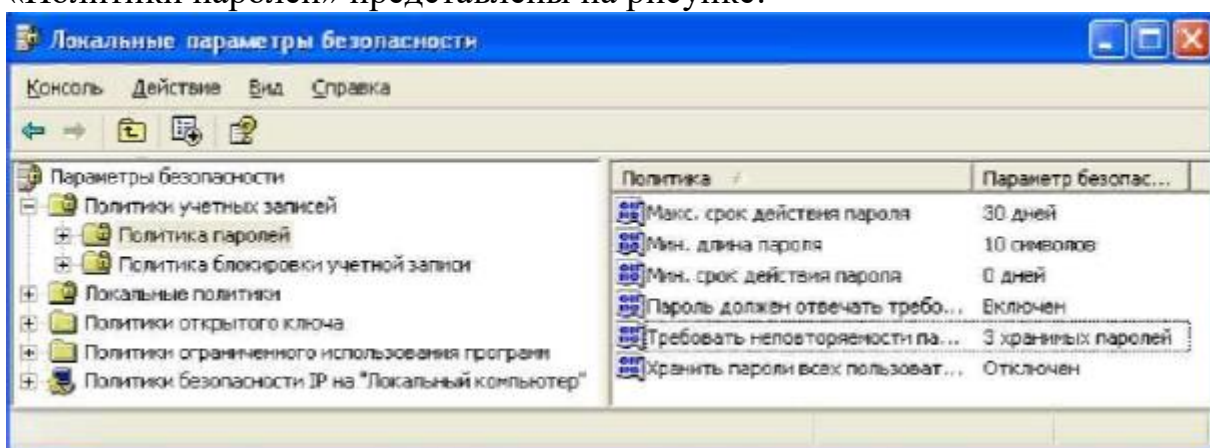 «Политики паролей» представлены на рисунке.
Локальные параметры безопасности
Консоль Действие Вид Справка
Параметры безопасности
Политики учетных записей
Политика паролей
Политика блокировки учетной записи
Локальные политики
Политики открытого ключа
Политики ограниченного использования программ
Политики безопасности IP на "Локальный компьютер"
Политика Параметр безопас...
Макс. срок действия пароля 30 дней
Мин. длина пароля 10 символов
Мин. срок действия пароля 0 дней
Пароль должен отвечать требо... Включен
Требовать неповторяемости па... 3 хранимых паролей
Хранить пароли всех пользоват... Отключен